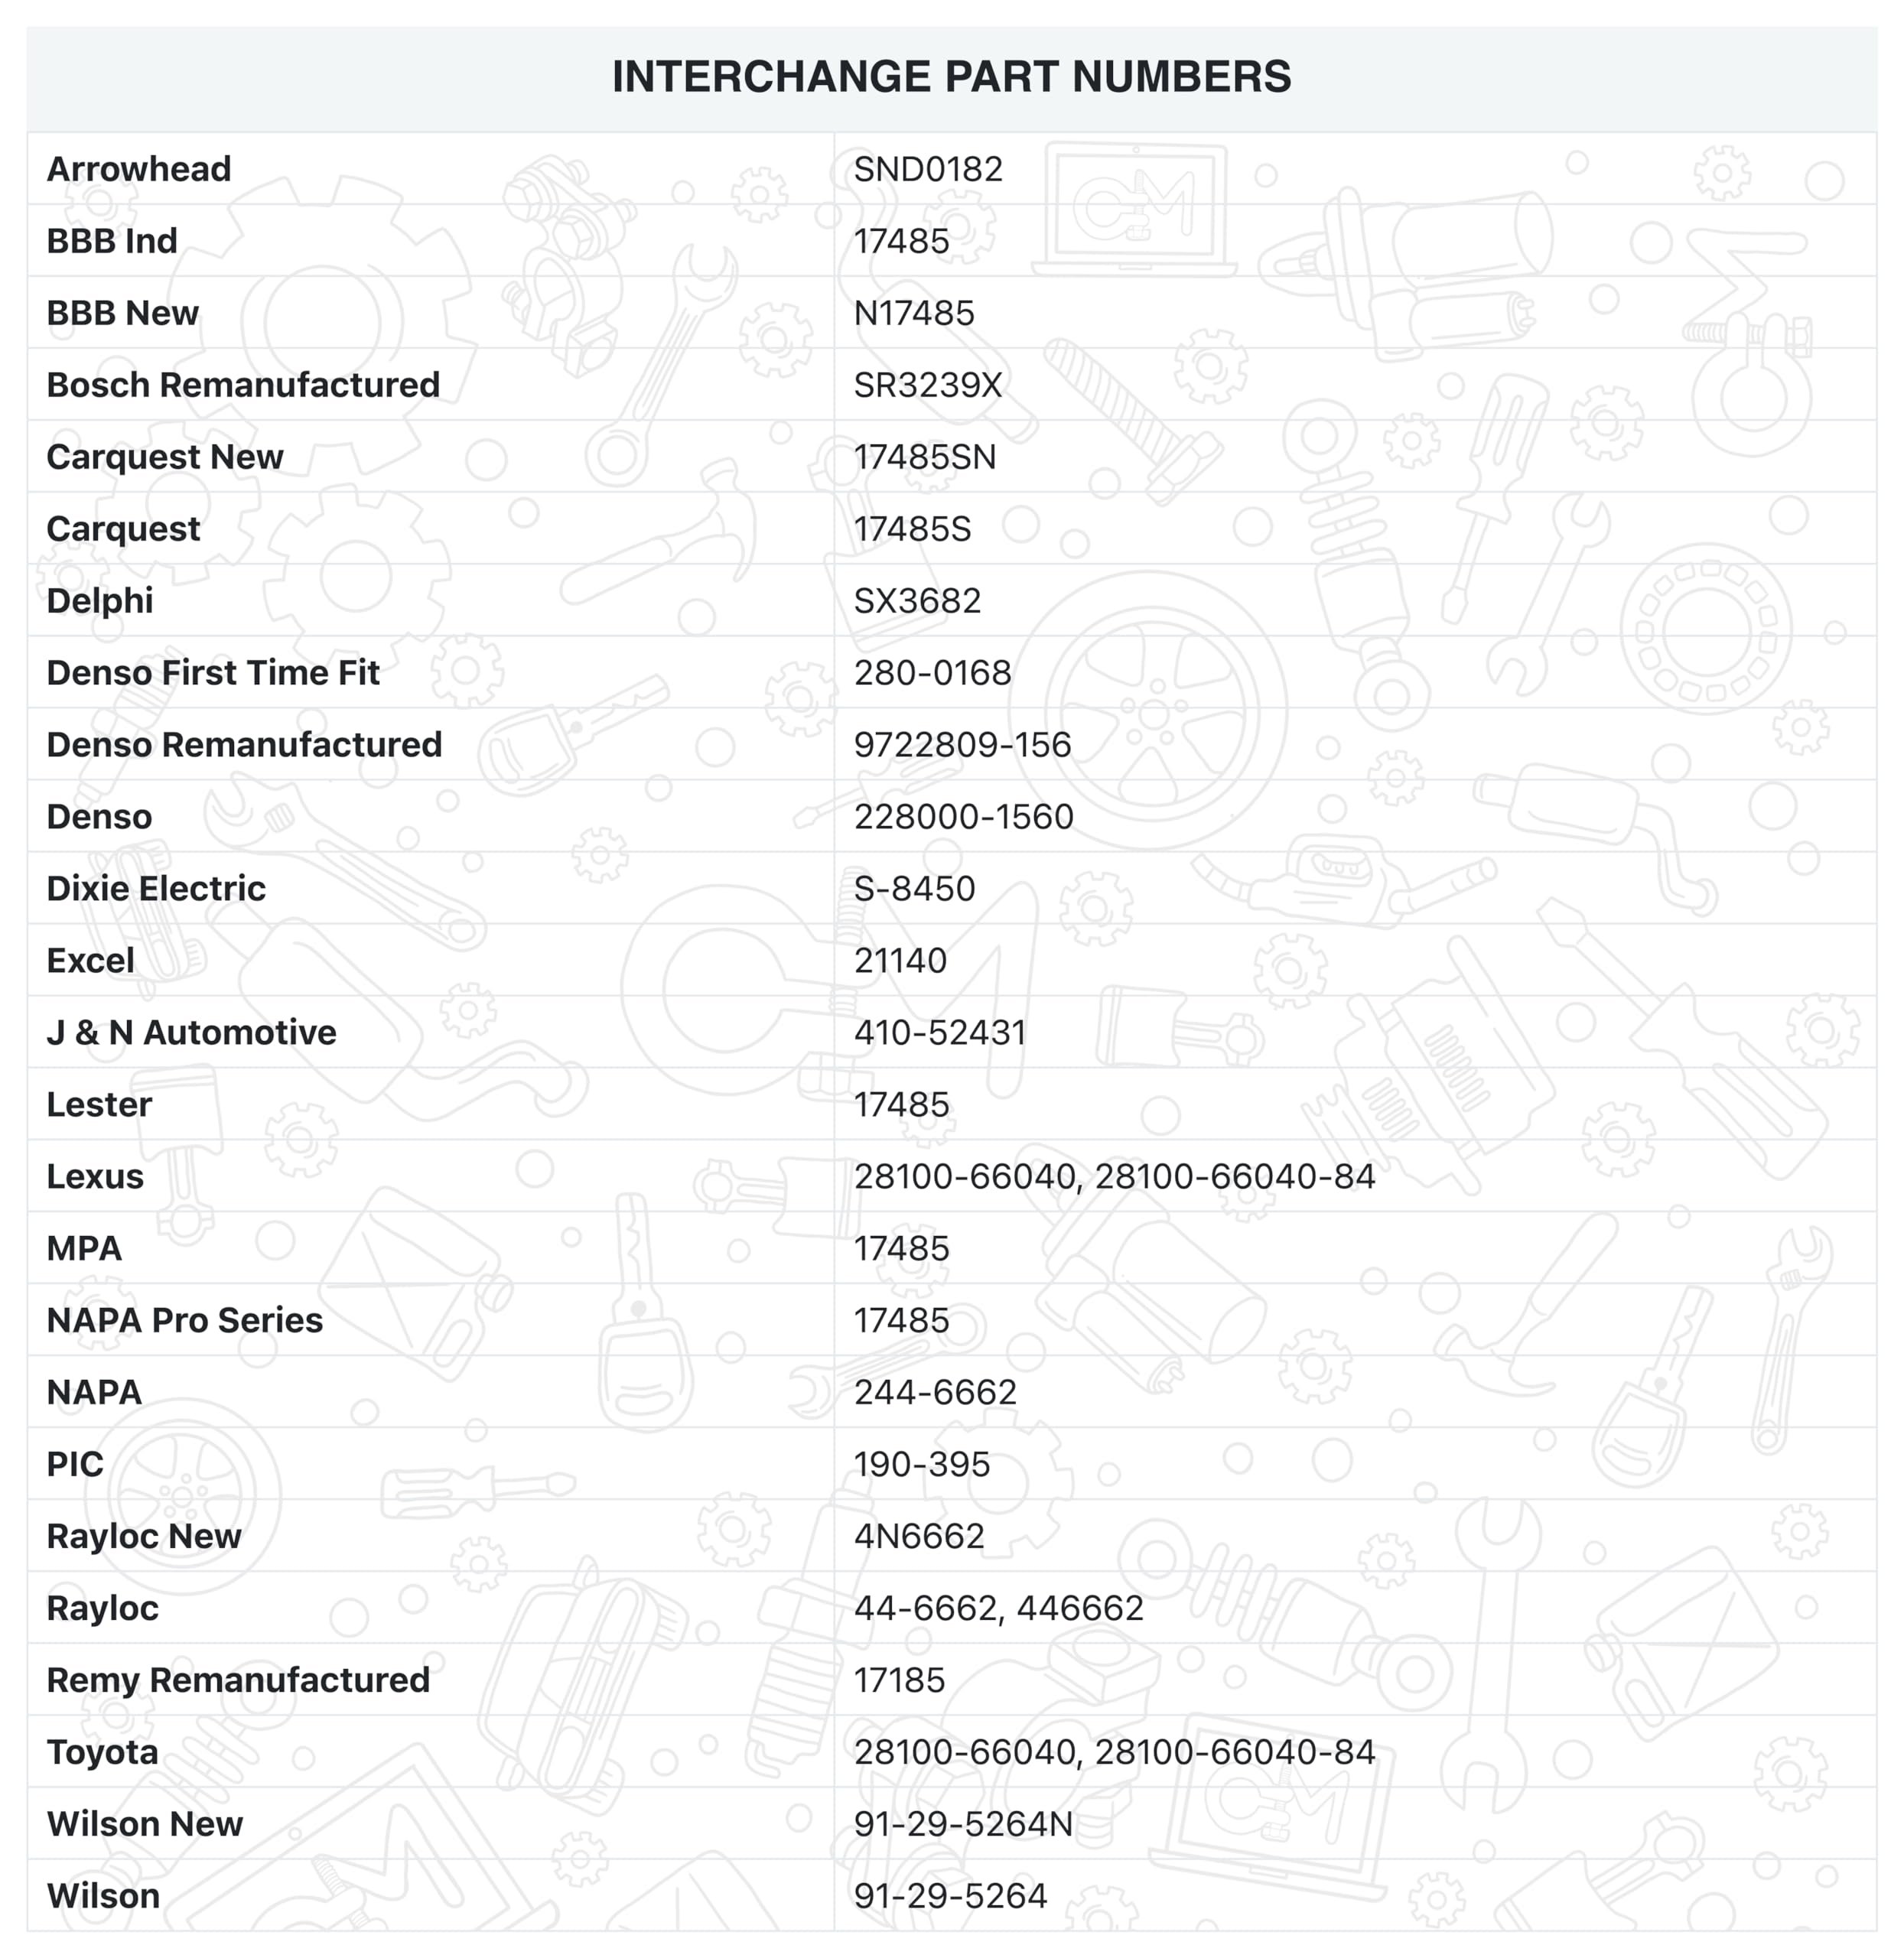 INTERCHANGE PART NUMBERS
Arrowhead SND0182
BBB Ind 17485
BBB New N17485
Bosch Remanufactured SR3239X
Carquest New 17485SN
Carquest 17485S
Delphi SX3682
Denso First Time Fit 280-0168
Denso Remanufactured 9722809-156
Denso 228000-1560
Dixie Electric S-8450
Excel 21140
J & N Automotive 410-52431
Lester 17485
Lexus 28100-66040, 28100-66040-84
MPA 17485
NAPA Pro Series 17485
NAPA 244-6662
PIC 190-395
Rayloc New 4N6662
Rayloc 44-6662, 446662
Remy Remanufactured 17185
Toyota 28100-66040, 28100-66040-84
Wilson New 91-29-5264N
Wilson 91-29-5264